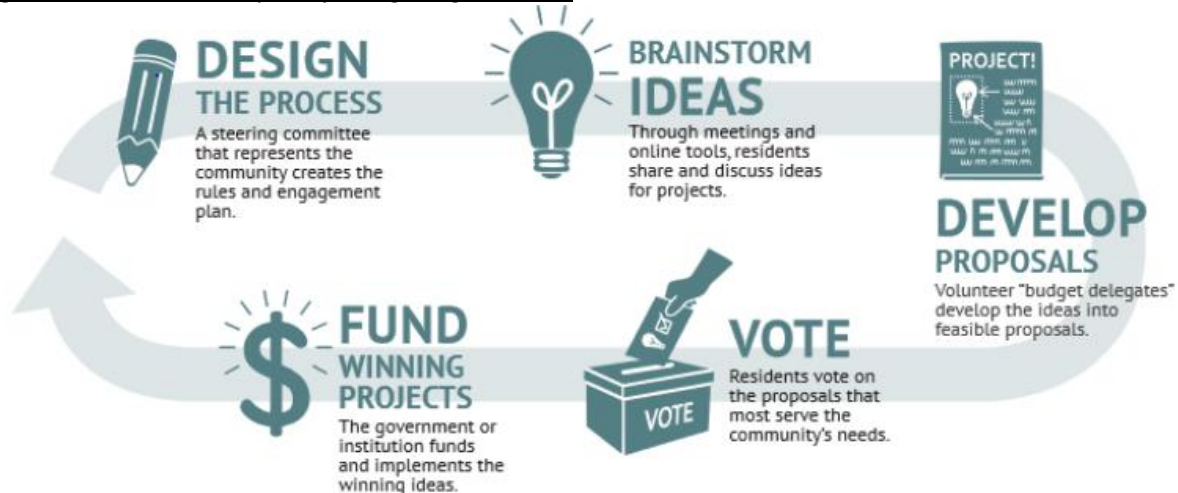 DESIGN
THE PROCESS
A steering committee
that represents the
community creates the
rules and engagement
plan.
BRAINSTORM
IDEAS
Through meetings and
online tools, residents
share and discuss ideas
for projects.
PROJECT!
DEVELOP
PROPOSALS
Volunteer "budget delegates"
develop the ideas into
feasible proposals.
VOTE
VOTE
Residents vote on
the proposals that
most serve the
community's needs.
FUND
WINNING
PROJECTS
The government or
institution funds
and implements the
winning ideas.